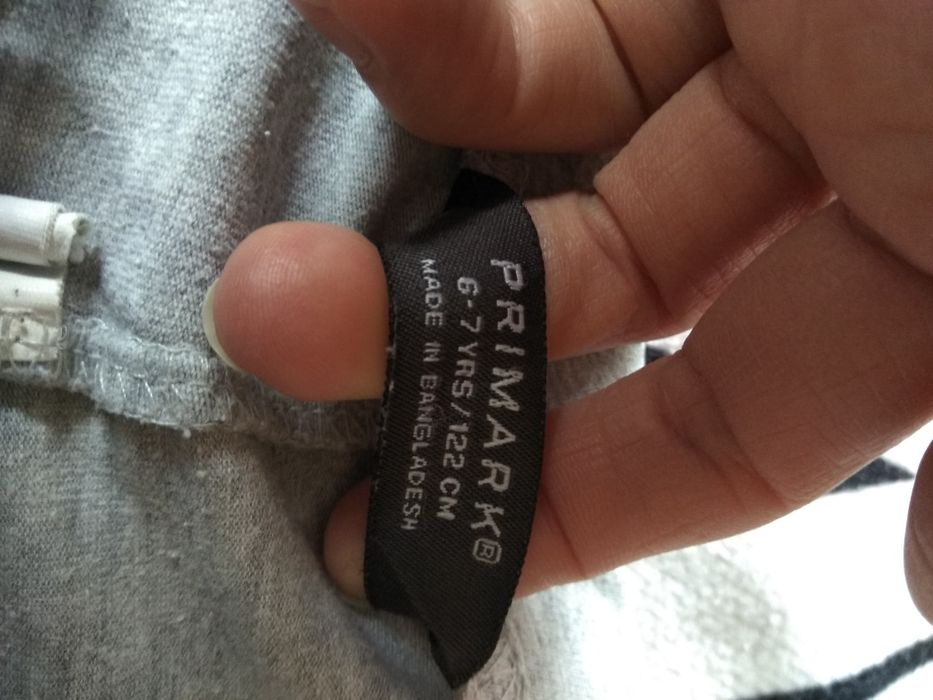 PRIMARK®
6-7 YRS/122 CM
MADE IN BANGLADESH